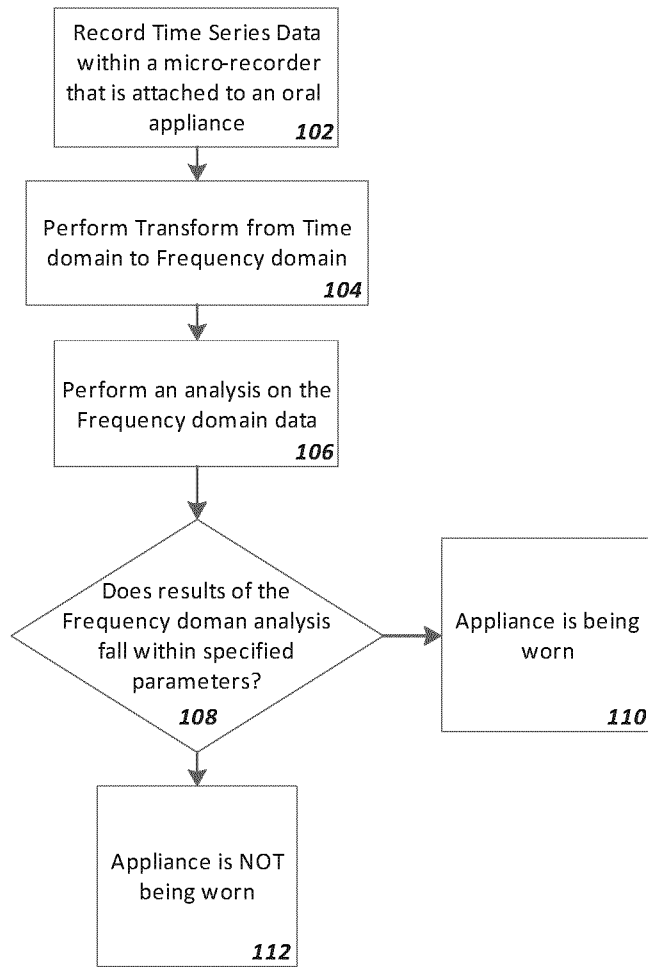 Record Time Series Data
within a micro-recorder
that is attached to an oral
appliance
102
Perform Transform from Time
domain to Frequency domain
104
Perform an analysis on the
Frequency domain data
106
Does results of the
Frequency doman analysis
fall within specified
parameters?
108
Appliance is being
worn
110
Appliance is NOT
being worn
112